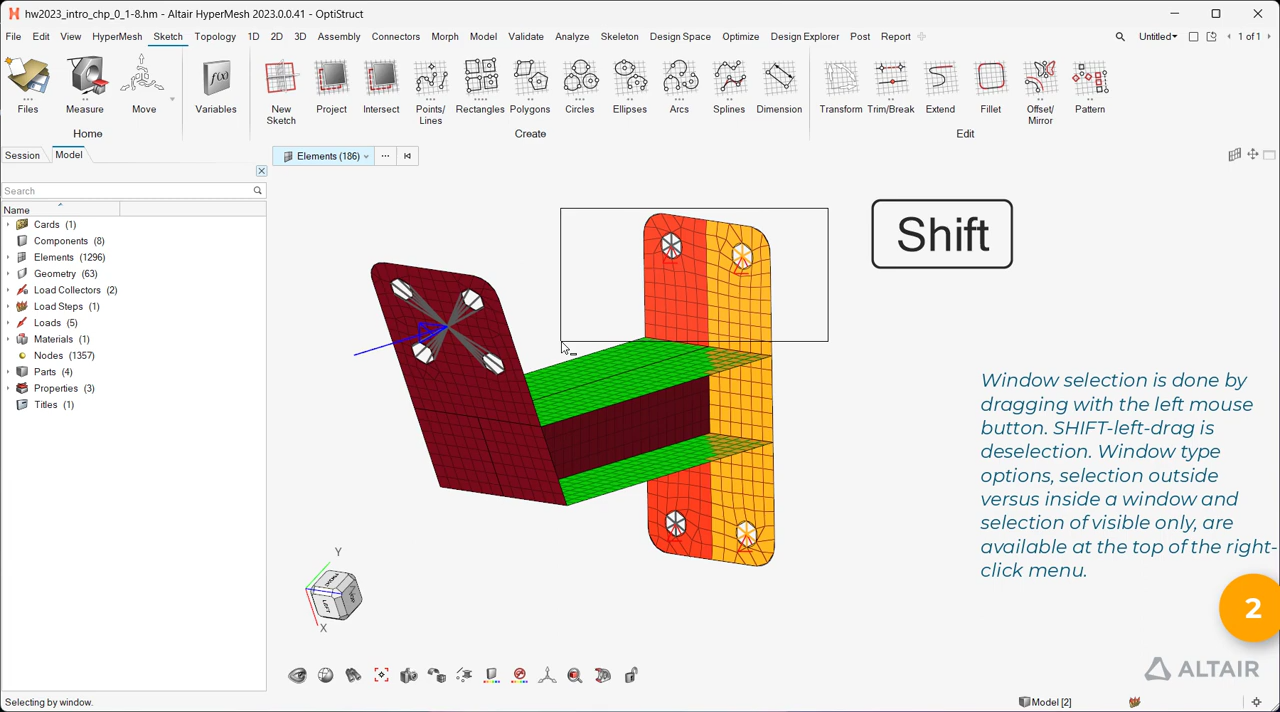 hw2023_intro_chp_0_1-8.hm - Altair HyperMesh 2023.0.0.41 - OptiStruct
File Edit View HyperMesh Sketch Topology 1D 2D 3D Assembly Connectors Morph Model Validate Analyze Skeleton Design Space Optimize Design Explorer Post Report Untitled 1 of 1
Files Measure Move Variables New Sketch Project Intersect Points/Lines Rectangles Polygons Circles Ellipses Arcs Splines Dimension Transform Trim/Break Extend Fillet Offset/Mirror Pattern
Home Create Edit
Session Model
Elements (186)
Search
Name
Cards (1)
Components (8)
Elements (1296)
Geometry (63)
Load Collectors (2)
Load Steps (1)
Loads (5)
Materials (1)
Nodes (1357)
Parts (4)
Properties (3)
Titles (1)
Shift
Window selection is done by
dragging with the left mouse
button. SHIFT-left-drag is
deselection. Window type
options, selection outside
versus inside a window and
selection of visible only, are
available at the top of the right-
click menu.
2
Y
LEFT
X
ALTAIR
Selecting by window.
Model [2]